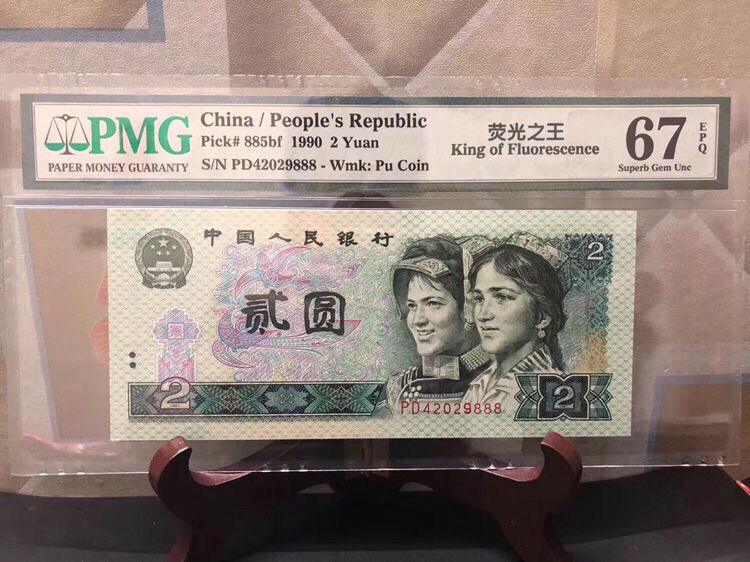 PMG
PAPER MONEY GUARANTY
China / People's Republic
Pick# 885bf 1990 2 Yuan
S/N PD42029888 - Wmk: Pu Coin
荧光之王
King of Fluorescence
67
EPQ
Superb Gem Unc
中国人民银行
2
贰圆
2
PD42029888
2